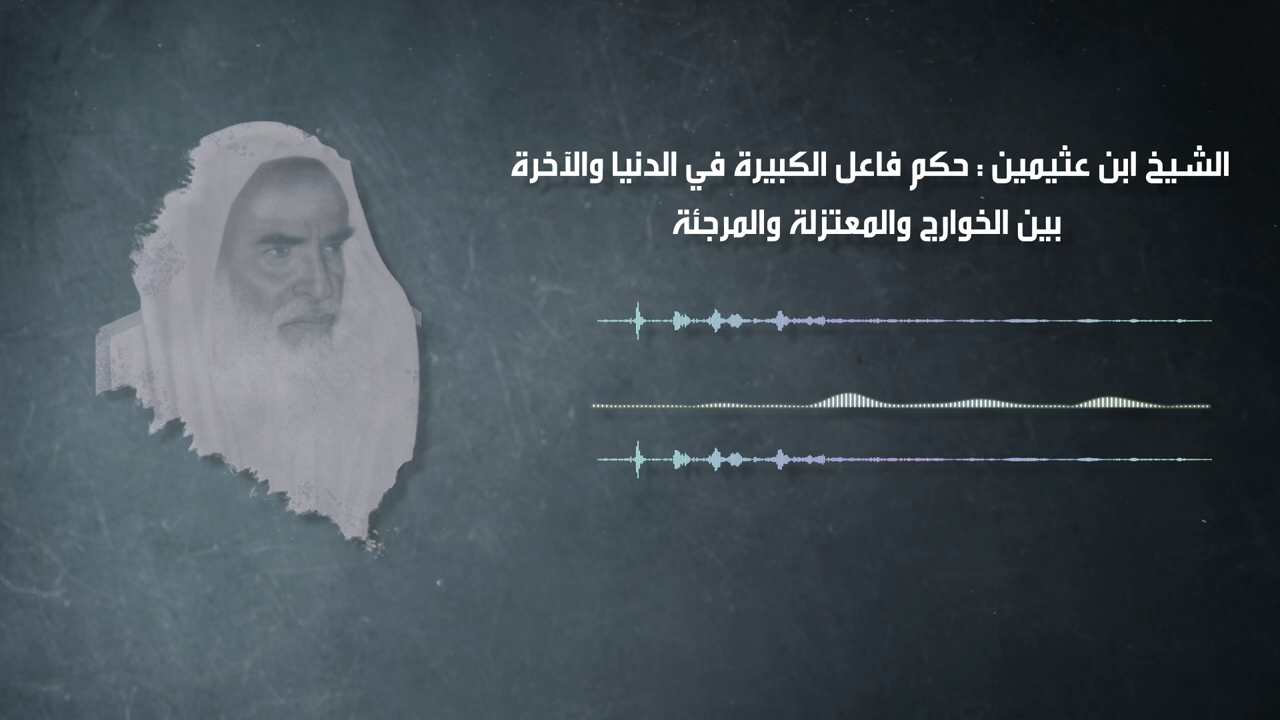 الشيخ ابن عثيمين : حكم فاعل الكبيرة في الدنيا والآخرة
بين الخوارج والمعتزلة والمرجئة